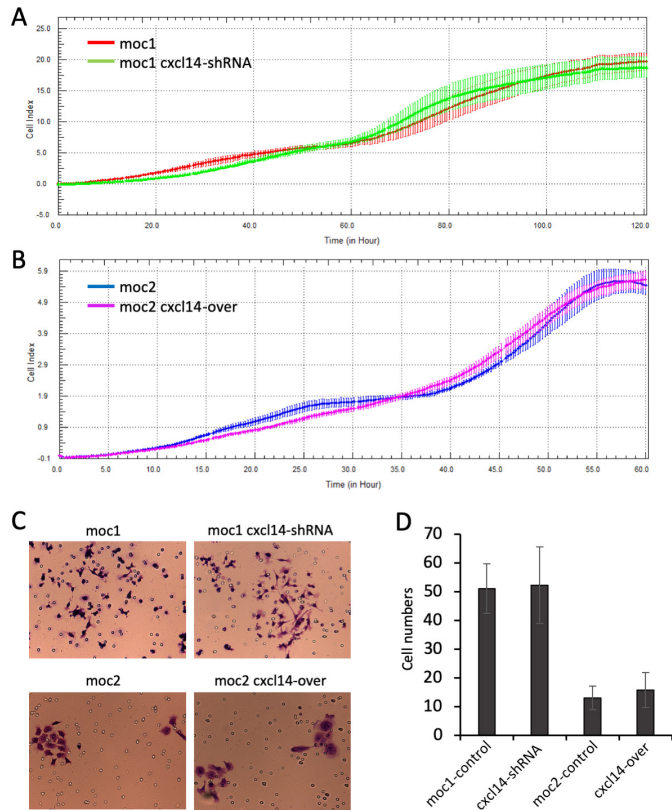 A
25.0
20.0
15.0
10.0
5.0
0.0
-5.0
Cell Index
moc1
moc1 cxcl14-shRNA
0.0 20.0 40.0 60.0 80.0 100.0 120.0
Time (in Hour)
B
5.9
4.9
3.9
2.9
1.9
0.9
-0.1
Cell Index
moc2
moc2 cxcl14-over
0.0 5.0 10.0 15.0 20.0 25.0 30.0 35.0 40.0 45.0 50.0 55.0 60.0
Time (in Hour)
C
moc1 moc1 cxcl14-shRNA
moc2 moc2 cxcl14-over
D
70
60
50
40
30
20
10
0
Cell numbers
moc1-control
cxcl14-shRNA
moc2-control
cxcl14-over